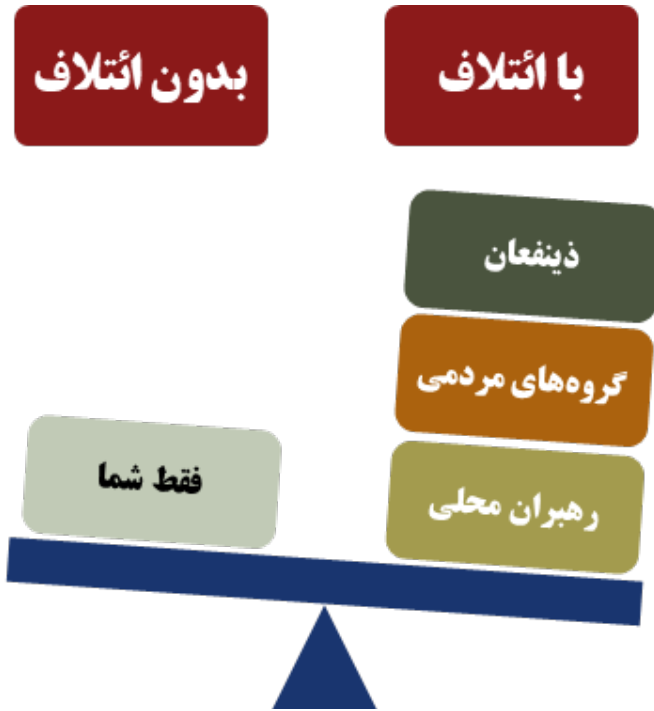 با ائتلاف
بدون ائتلاف
ذینفعان
گروه‌های مردمی
رهبران محلی
فقط شما